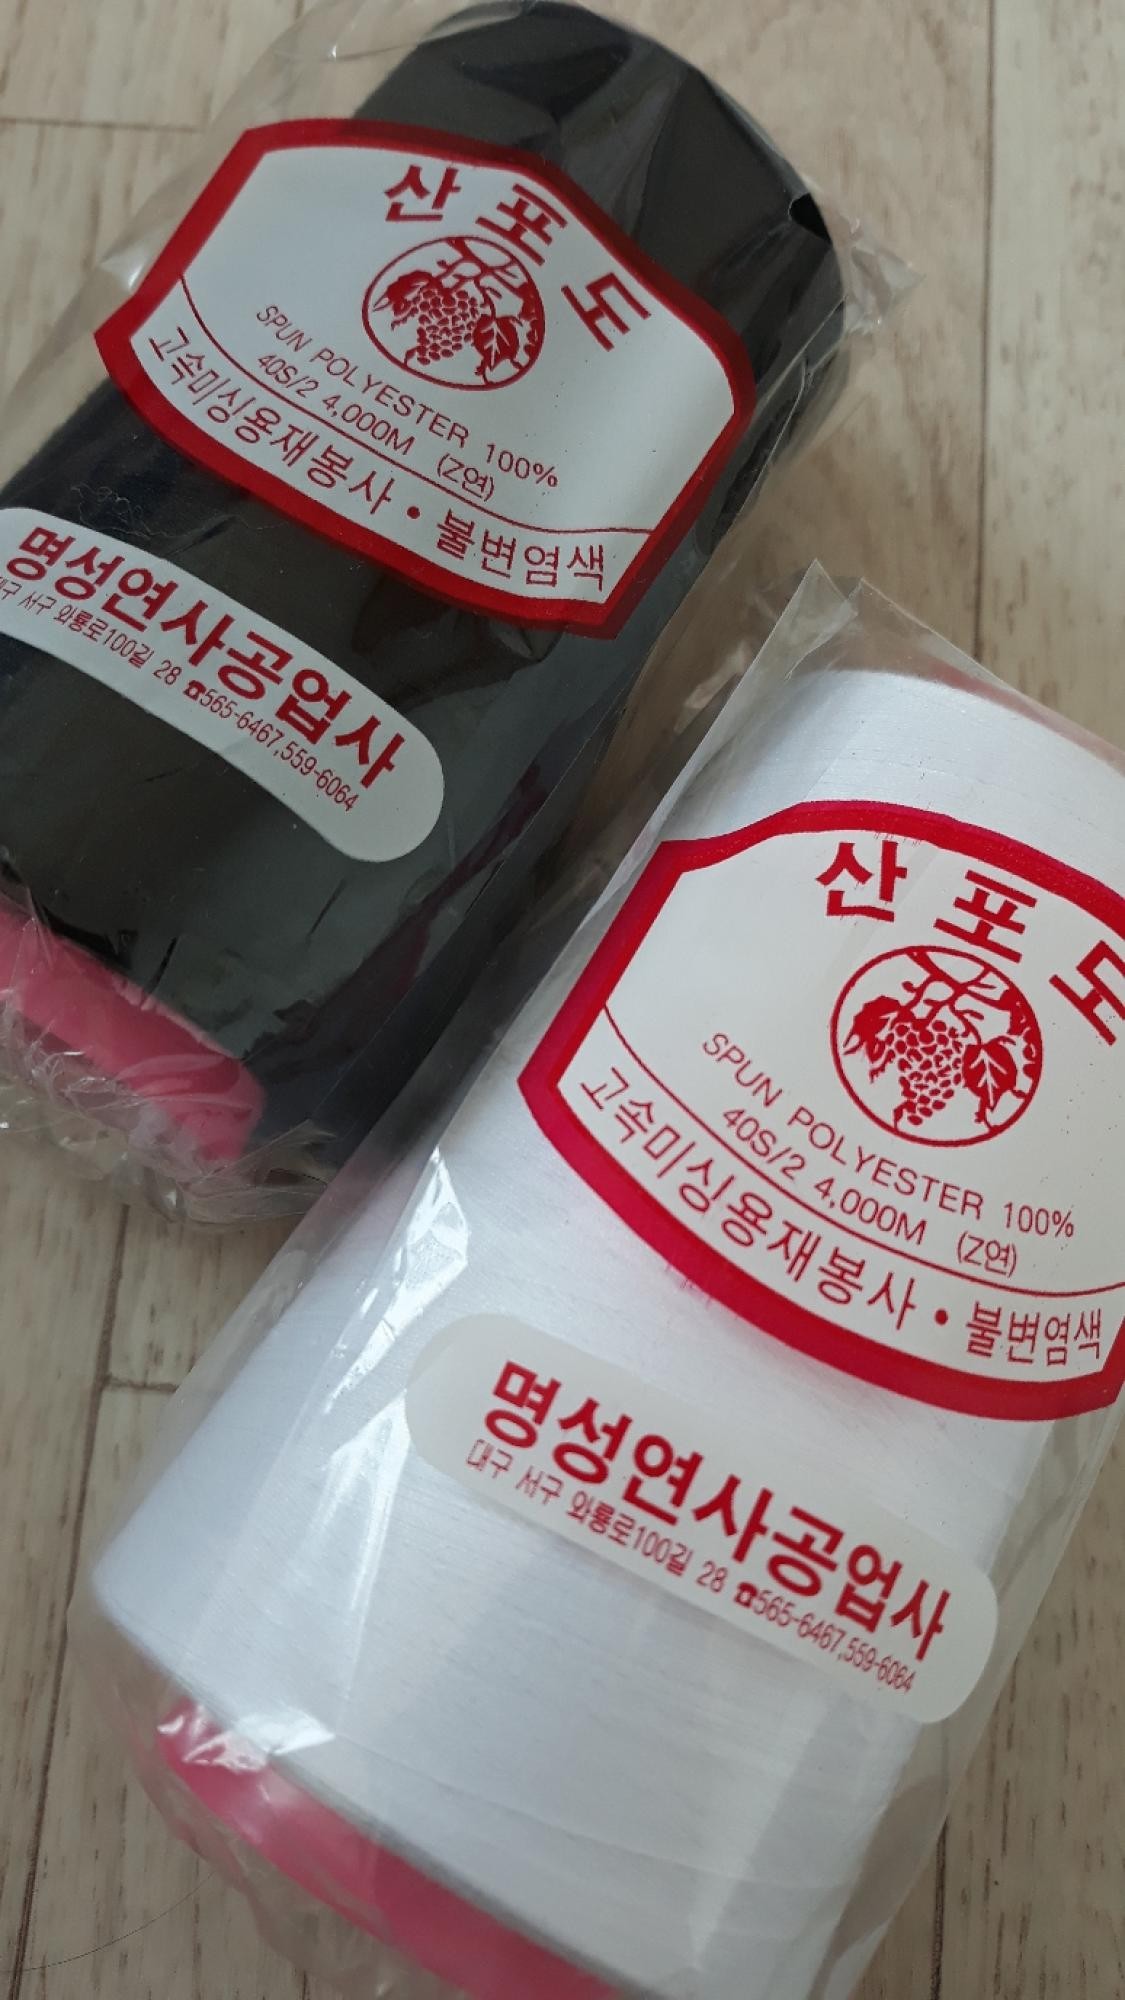 산포도
SPUN POLYESTER 100%
40S/2 4,000M (Z연)
고속미싱용재봉사・불변염색
명성연사공업사
대구 서구 와룡로100길 28 ☎565-6467,559-6064
산포도
SPUN POLYESTER 100%
40S/2 4,000M (Z연)
고속미싱용재봉사・불변염색
명성연사공업사
대구 서구 와룡로100길 28 ☎565-6467,559-6064